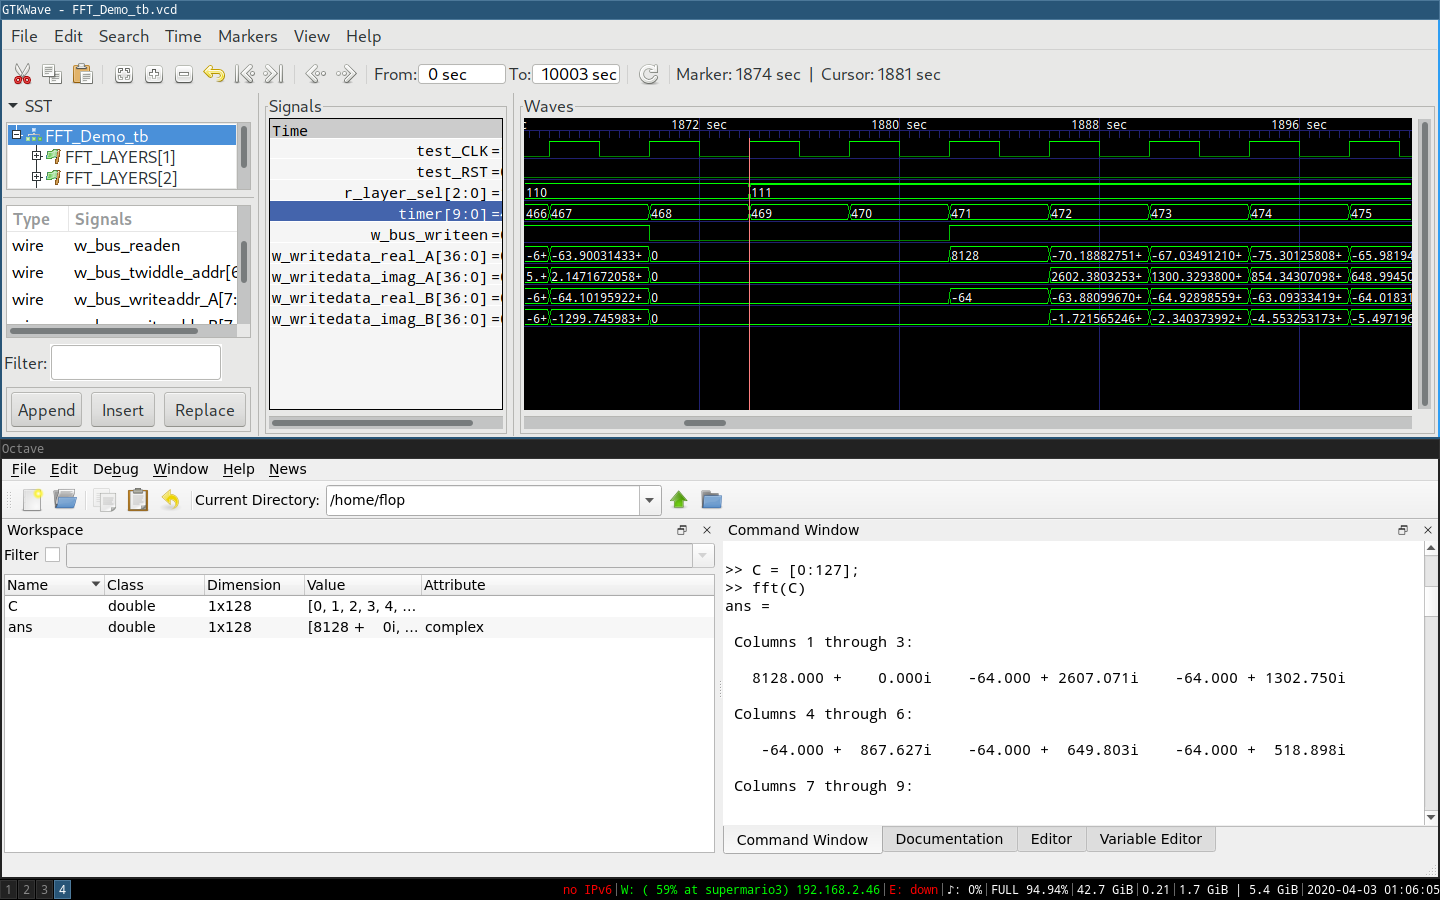 GTKWave - FFT_Demo_tb.vcd
File Edit Search Time Markers View Help
From: 0 sec To: 10003 sec Marker: 1874 sec | Cursor: 1881 sec
SST
FFT_Demo_tb
FFT_LAYERS[1]
FFT_LAYERS[2]
Type Signals
wire w_bus_readen
wire w_bus_twiddle_addr[6
wire w_bus_writeaddr_A[7:
Filter:
Append Insert Replace
Signals
Time
test_CLK =
test_RST =
r_layer_sel[2:0] =
timer[9:0] =
w_bus_writeen =
w_writedata_real_A[36:0] =
w_writedata_imag_A[36:0] =
w_writedata_real_B[36:0] =
w_writedata_imag_B[36:0] =
Waves
1872 sec 1880 sec 1888 sec 1896 sec
110 111
466 467 468 469 470 471 472 473 474 475
-6+ -63.90031433+ 0 8128 -70.18882751+ -67.03491210+ -75.30125808+ -65.98194
5.+ 2.1471672058+ 0 2602.3803253+ 1300.3293800+ 854.34307098+ 648.99450
-6+ -64.10195922+ 0 -64 -63.88099670+ -64.92898559+ -63.09333419+ -64.01831
-6+ -1299.745983+ 0 -1.721565246+ -2.340373992+ -4.553253173+ -5.497196
Octave
File Edit Debug Window Help News
Current Directory: /home/flop
Workspace
Filter
Name Class Dimension Value Attribute
C double 1x128 [0, 1, 2, 3, 4, ...
ans double 1x128 [8128 + 0i, ... complex
Command Window
>> C = [0:127];
>> fft(C)
ans =
Columns 1 through 3:
8128.000 + 0.000i -64.000 + 2607.071i -64.000 + 1302.750i
Columns 4 through 6:
-64.000 + 867.627i -64.000 + 649.803i -64.000 + 518.898i
Columns 7 through 9:
Command Window Documentation Editor Variable Editor
1 2 3 4 no IPv6|W: ( 59% at supermario3) 192.168.2.46|E: down|♪: 0%|FULL 94.94%|42.7 GiB|0.21|1.7 GiB | 5.4 GiB|2020-04-03 01:06:05